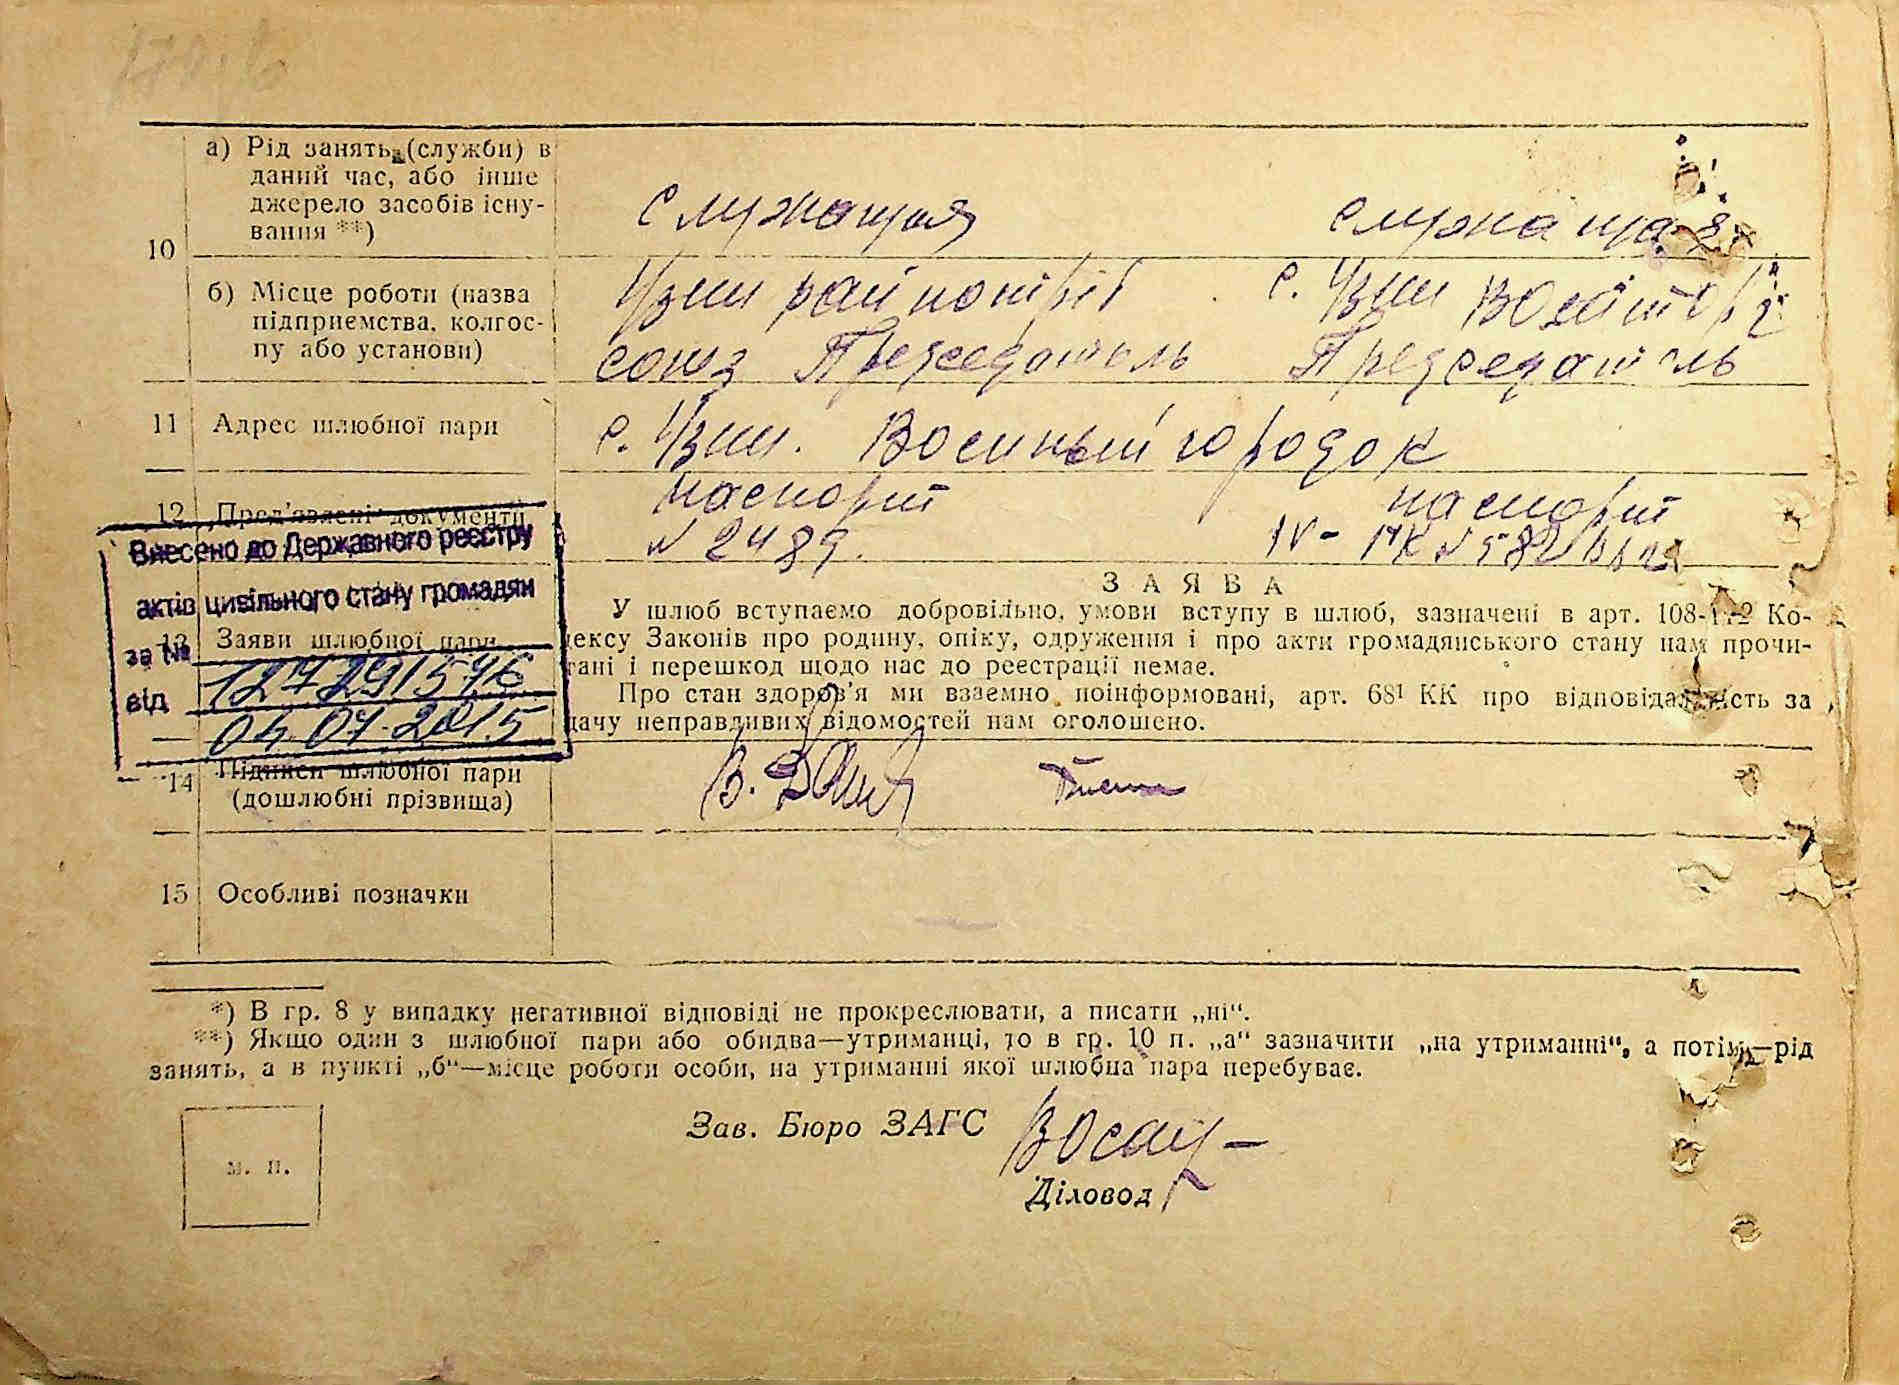 10
а) Рід занять (служби) в
даний час, або інше
джерело засобів існу-
вання **)
служащая
служащая
б) Місце роботи (назва
підприємства, колгос-
пу або установи)
Узин райпотріб
союз Председатель
с. Узин
Председатель
11 Адрес шлюбної пари
с. Узин. Военный городок
12 Пред'явлені документи
паспорт
N 2489.
паспорт
Внесено до Державного реєстру
актів цивільного стану громадян
за №
від
04.07.2015
13 Заяви шлюбної пари
ЗАЯВА
У шлюб вступаємо добровільно, умови вступу в шлюб, зазначені в арт. 108-112 Ко-
дексу Законів про родину, опіку, одруження і про акти громадянського стану нам прочи-
тані і перешкод щодо нас до реєстрації немає.
Про стан здоров'я ми взаємно поінформовані, арт. 68¹ КК про відповідальність за
дачу неправдивих відомостей нам оголошено.
14 Підписи шлюбної пари
(дошлюбні прізвища)
15 Особливі позначки
*) В гр. 8 у випадку негативної відповіді не прокреслювати, а писати „ні“.
**) Якщо один з шлюбної пари або обидва—утриманці, то в гр. 10 п. „а“ зазначити „на утриманні“, а потім—рід
занять, а в пункті „б“—місце роботи особи, на утриманні якої шлюбна пара перебуває.
м. п.
Зав. Бюро ЗАГС
Діловод